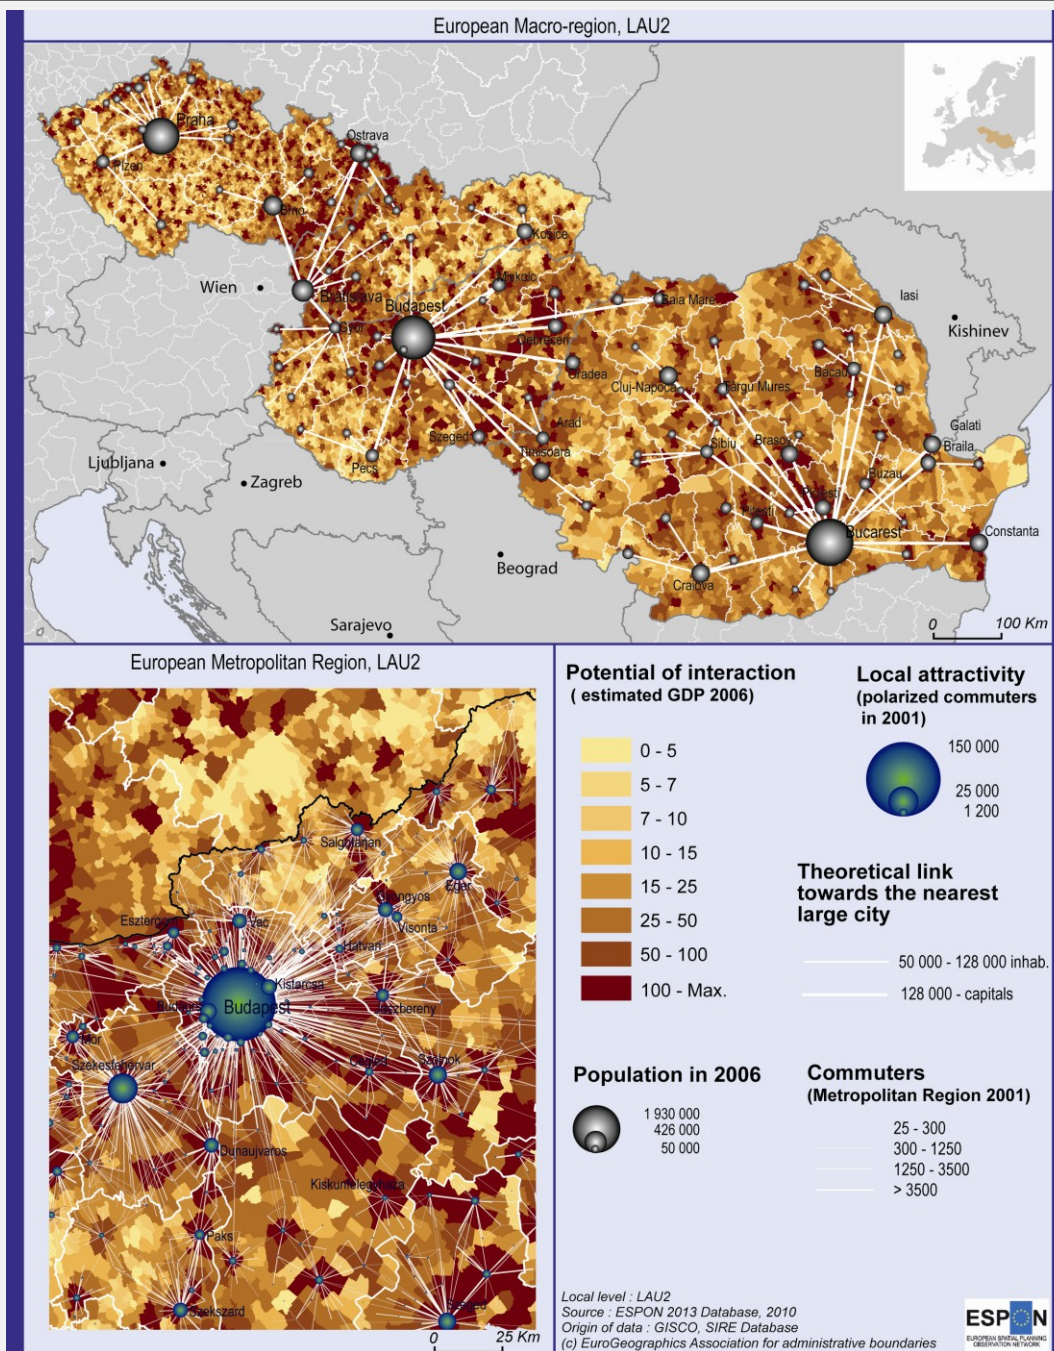 European Macro-region, LAU2
Praha
Plzen
Ostrava
Brno
Kosice
Wien
Bratislava
Miskolc
Budapest
Gyor
Debrecen
Baia Mare
Iasi
Kishinev
Oradea
Cluj-Napoca
Targu Mures
Bacau
Szeged
Arad
Timisoara
Pecs
Sibiu
Brasov
Galati
Braila
Buzau
Ljubljana
Zagreb
Ploiesti
Pitesti
Bucarest
Constanta
Beograd
Craiova
Sarajevo
0 100 Km
European Metropolitan Region, LAU2
Salgotarjan
Eger
Gyongyos
Visonta
Esztergom
Vac
Hatvan
Kistarcsa
Budaors
Budapest
Jaszbereny
Mor
Szekesfehervar
Cegled
Szolnok
Dunaujvaros
Kiskunfelegyhaza
Paks
Szekszard
Szeged
0 25 Km
Potential of interaction
( estimated GDP 2006)
0 - 5
5 - 7
7 - 10
10 - 15
15 - 25
25 - 50
50 - 100
100 - Max.
Local attractivity
(polarized commuters
in 2001)
150 000
25 000
1 200
Theoretical link
towards the nearest
large city
50 000 - 128 000 inhab.
128 000 - capitals
Population in 2006
1 930 000
426 000
50 000
Commuters
(Metropolitan Region 2001)
25 - 300
300 - 1250
1250 - 3500
> 3500
Local level : LAU2
Source : ESPON 2013 Database, 2010
Origin of data : GISCO, SIRE Database
(c) EuroGeographics Association for administrative boundaries
ESPON
EUROPEAN SPATIAL PLANNING
OBSERVATION NETWORK